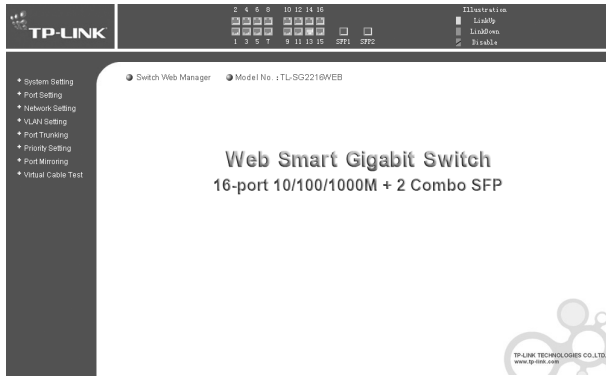 2 4 6 8 10 12 14 16
1 3 5 7 9 11 13 15 SFP1 SFP2
Illustration
LinkUp
LinkDown
Disable
TP-LINK
System Setting
Port Setting
Network Setting
VLAN Setting
Port Trunking
Priority Setting
Port Mirroring
Virtual Cable Test
Switch Web Manager Model No. : TL-SG2216WEB
Web Smart Gigabit Switch
16-port 10/100/1000M + 2 Combo SFP
TP-LINK TECHNOLOGIES CO.,LTD.
www.tp-link.com